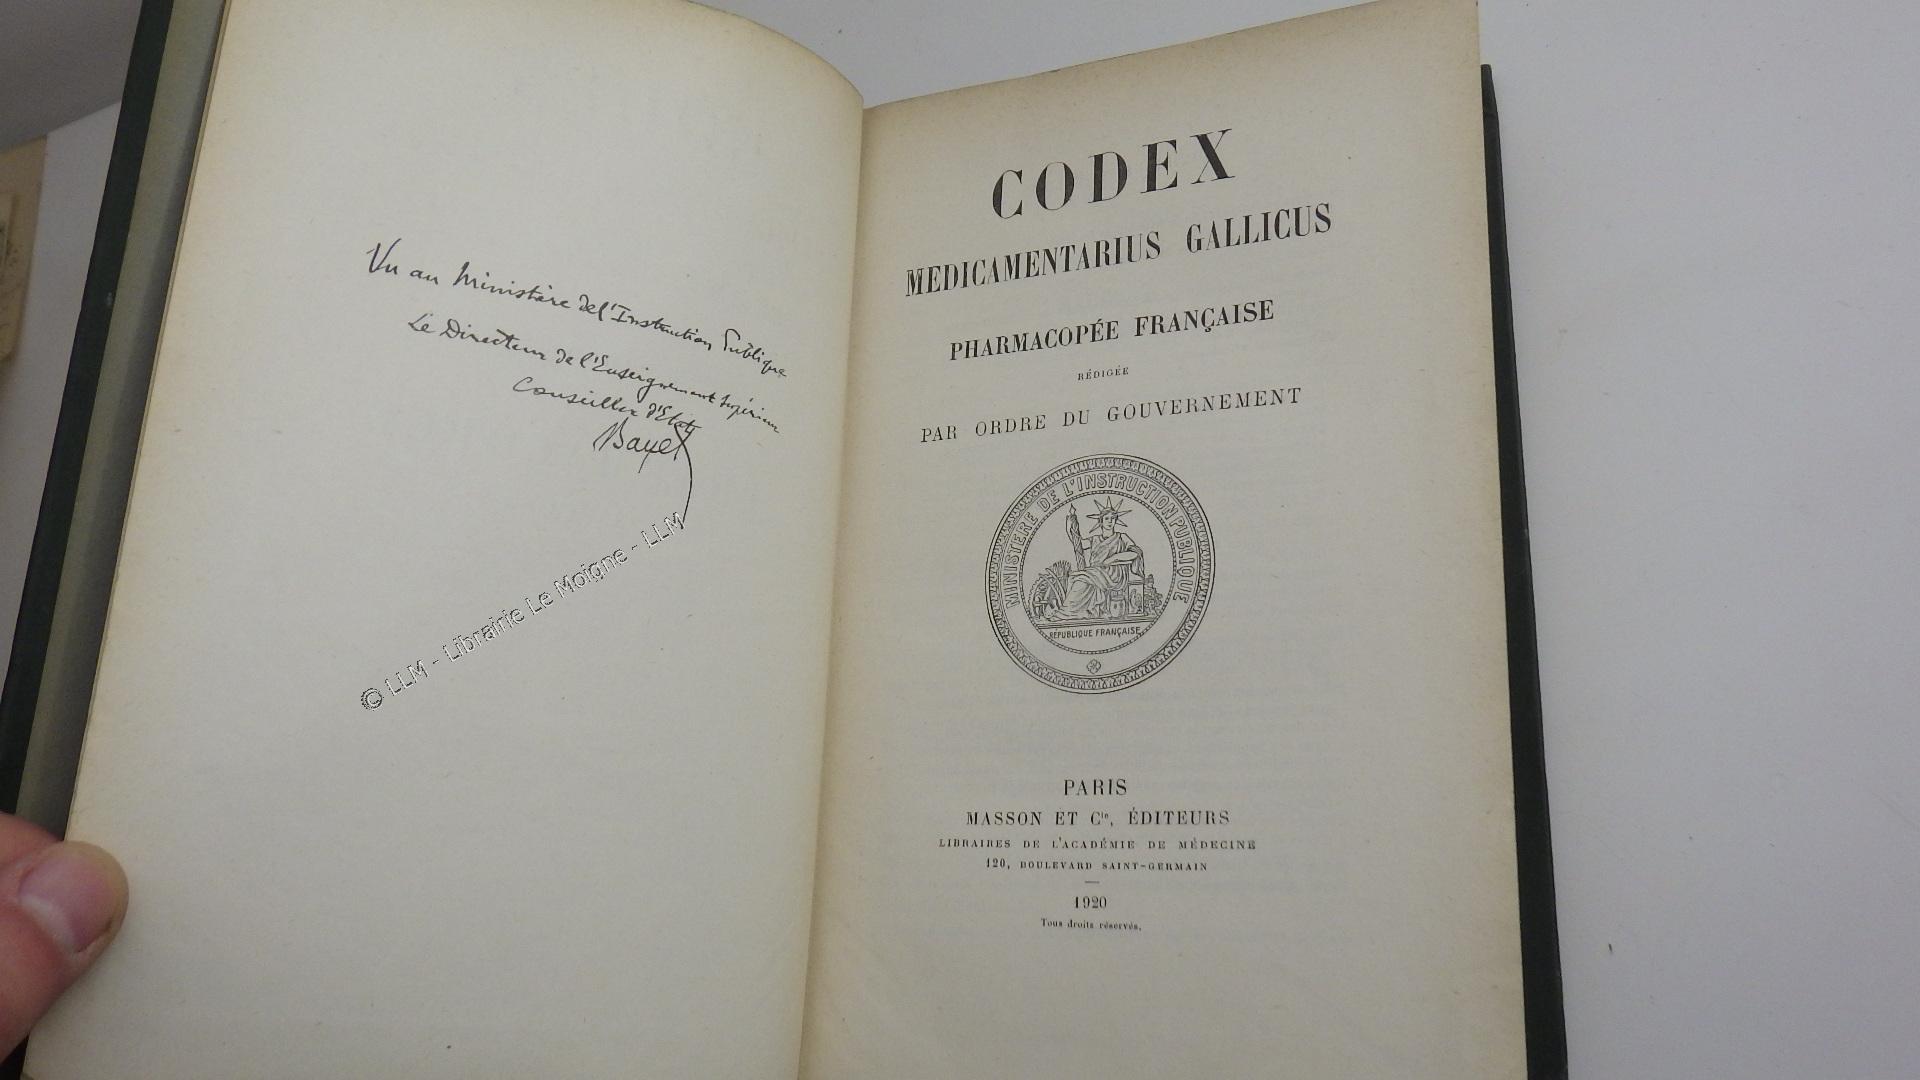 Vu au Ministère de l'Instruction Publique
Le Directeur de l'Enseignement supérieur
Conseiller d'Etat
Bayet
© LLM - Librairie Le Moigne - LLM
CODEX
MEDICAMENTARIUS GALLICUS
PHARMACOPÉE FRANÇAISE
RÉDIGÉE
PAR ORDRE DU GOUVERNEMENT
MINISTÈRE DE L'INSTRUCTION PUBLIQUE
RÉPUBLIQUE FRANÇAISE
PARIS
MASSON ET Cie, ÉDITEURS
LIBRAIRES DE L'ACADÉMIE DE MÉDECINE
120, BOULEVARD SAINT-GERMAIN
1920
Tous droits réservés.